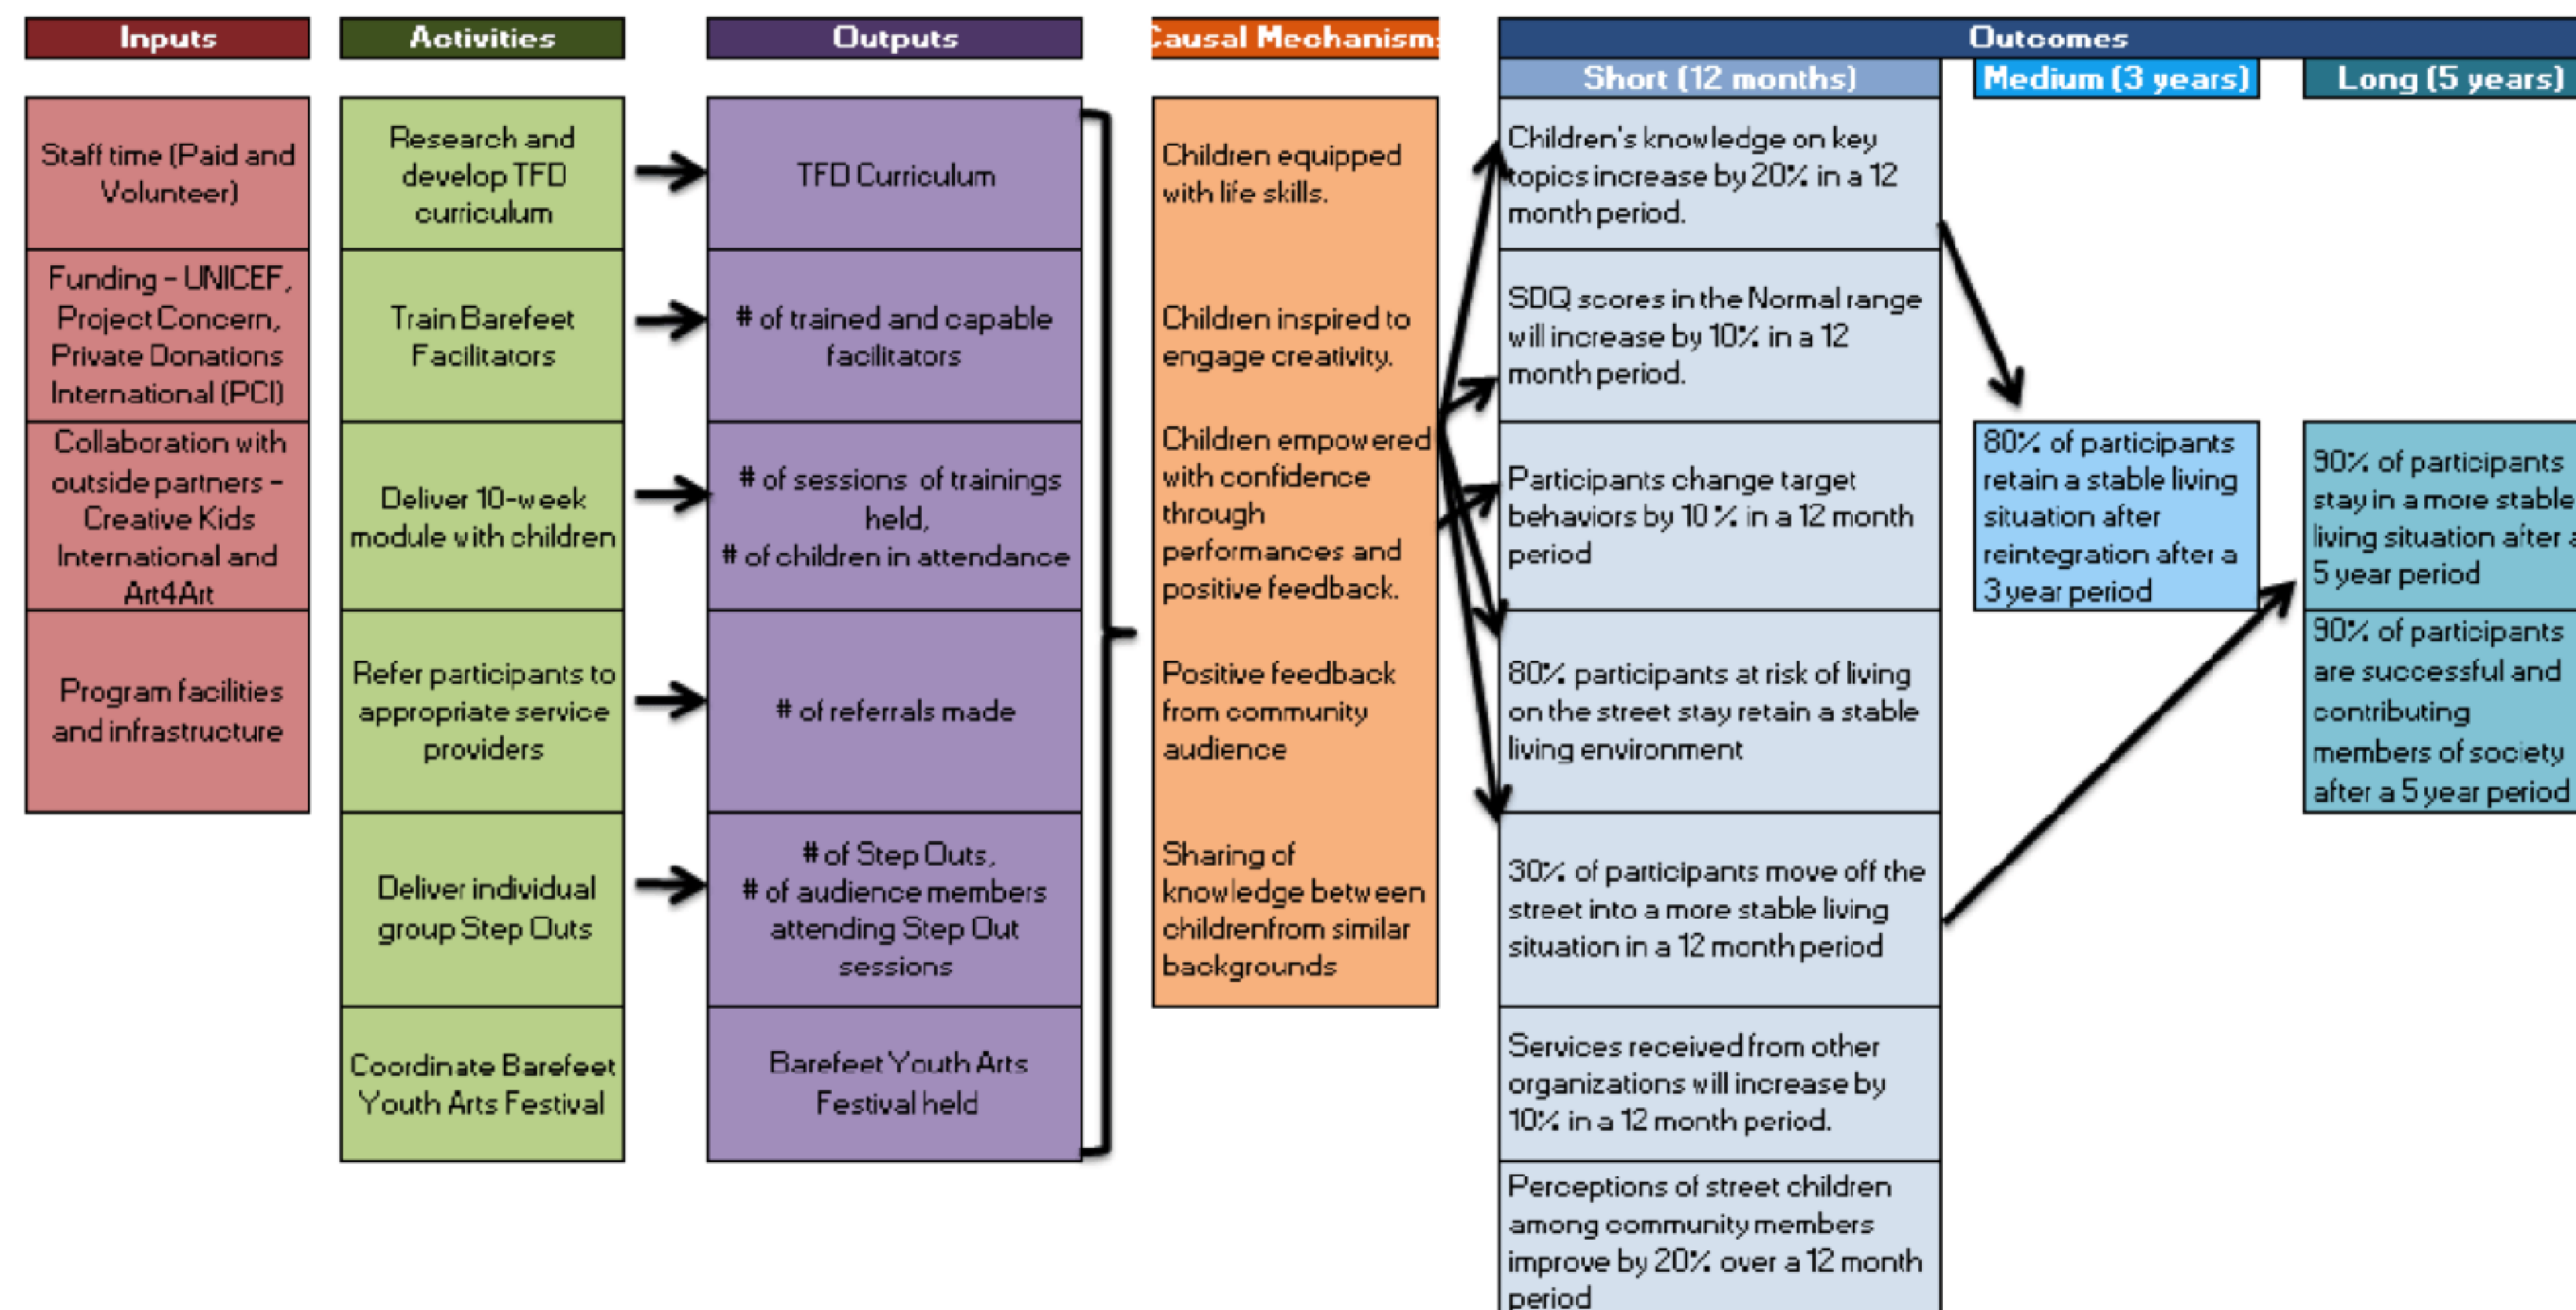 Inputs
Activities
Outputs
Causal Mechanism
Outcomes
Short (12 months)
Medium (3 years)
Long (5 years)
Staff time (Paid and
Volunteer)
Funding - UNICEF,
Project Concern,
Private Donations
International (PCI)
Collaboration with
outside partners -
Creative Kids
International and
Art4Art
Program facilities
and infrastructure
Research and
develop TFD
curriculum
Train Barefeet
Facilitators
Deliver 10-week
module with children
Refer participants to
appropriate service
providers
Deliver individual
group Step Outs
Coordinate Barefeet
Youth Arts Festival
TFD Curriculum
# of trained and capable
facilitators
# of sessions of trainings
held,
# of children in attendance
# of referrals made
# of Step Outs,
# of audience members
attending Step Out
sessions
Barefeet Youth Arts
Festival held
Children equipped
with life skills.
Children inspired to
engage creativity.
Children empowered
with confidence
through
performances and
positive feedback.
Positive feedback
from community
audience
Sharing of
knowledge between
childrenfrom similar
backgrounds
Children's knowledge on key
topics increase by 20% in a 12
month period.
SDQ scores in the Normal range
will increase by 10% in a 12
month period.
Participants change target
behaviors by 10 % in a 12 month
period
80% participants at risk of living
on the street stay retain a stable
living environment
30% of participants move off the
street into a more stable living
situation in a 12 month period
Services received from other
organizations will increase by
10% in a 12 month period.
Perceptions of street children
among community members
improve by 20% over a 12 month
period
80% of participants
retain a stable living
situation after
reintegration after a
3 year period
90% of participants
stay in a more stable
living situation after a
5 year period
90% of participants
are successful and
contributing
members of society
after a 5 year period